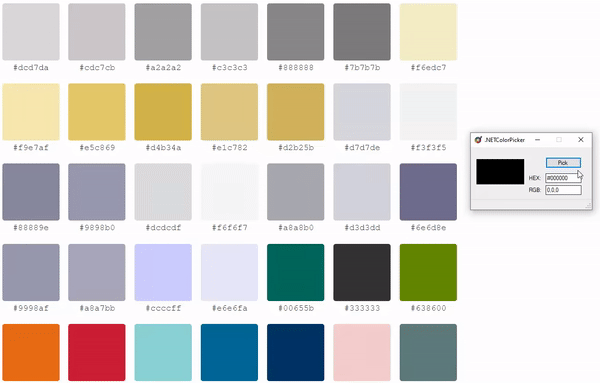 #dcd7da #cdc7cb #a2a2a2 #c3c3c3 #888888 #7b7b7b #f6edc7
#f9e7af #e5c869 #d4b34a #e1c782 #d2b25b #d7d7de #f3f3f5
.NETColorPicker
Pick
HEX: #000000
RGB: 0,0,0
#88889e #9898b0 #dcdcdf #f6f6f7 #a8a8b0 #d3d3dd #6e6d8e
#9998af #a8a7bb #ccccff #e6e6fa #00655b #333333 #638600